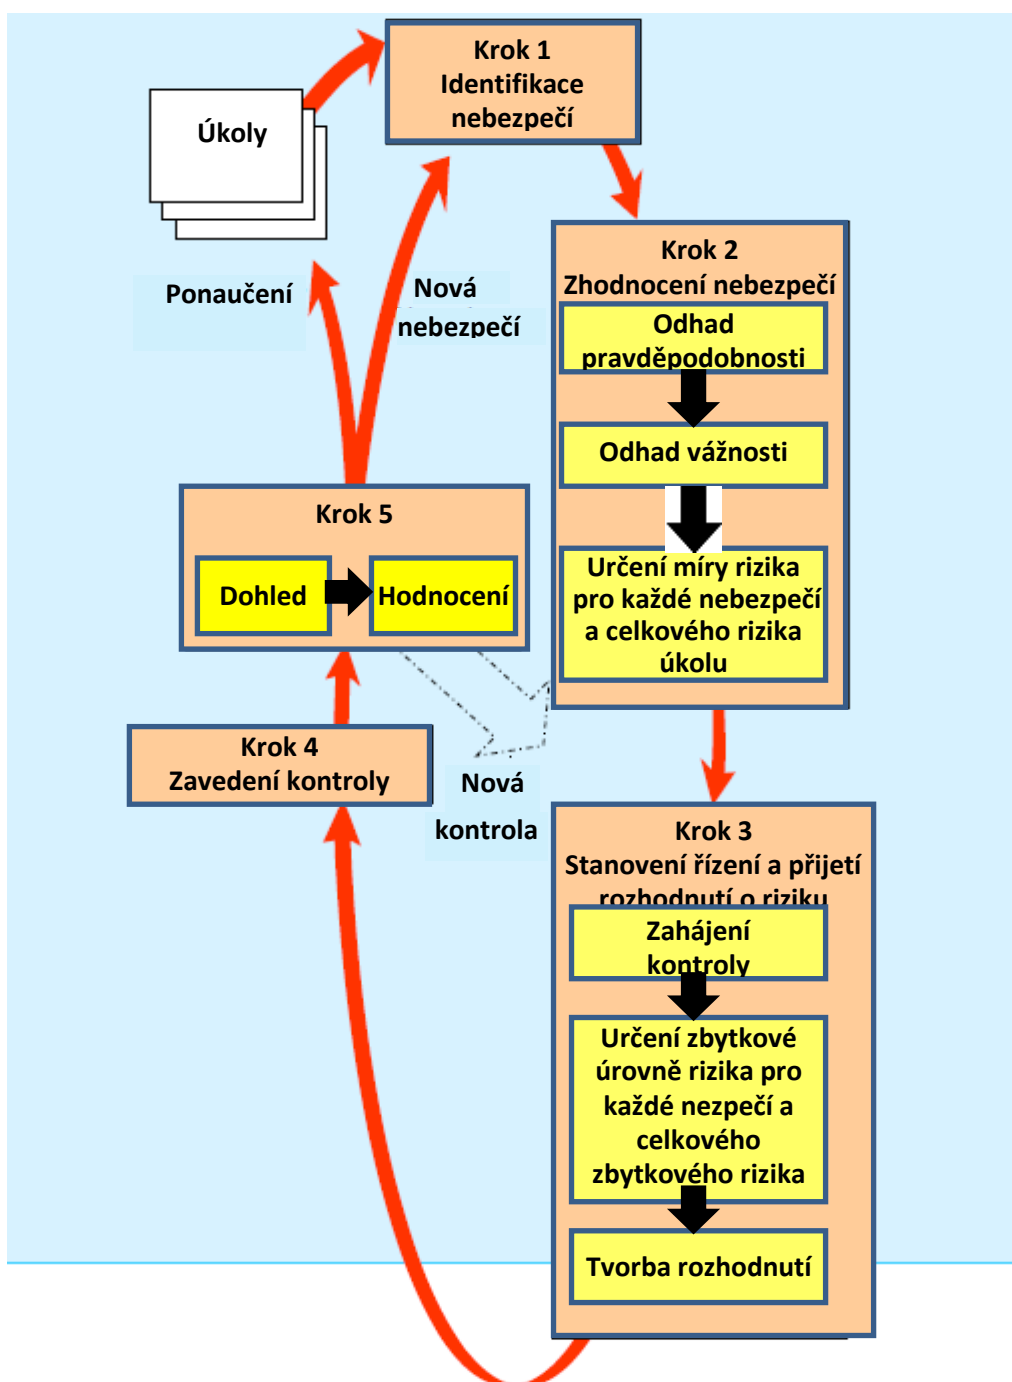 Krok 1
Identifikace
nebezpečí
Úkoly
Ponaučení
Nová
nebezpečí
Krok 2
Zhodnocení nebezpečí
Odhad
pravděpodobnosti
Odhad vážnosti
Určení míry rizika
pro každé nebezpečí
a celkového rizika
úkolu
Krok 5
Dohled
Hodnocení
Krok 4
Zavedení kontroly
Nová
kontrola
Krok 3
Stanovení řízení a přijetí
rozhodnutí o riziku
Zahájení
kontroly
Určení zbytkové
úrovně rizika pro
každé nezpečí a
celkového
zbytkového rizika
Tvorba rozhodnutí